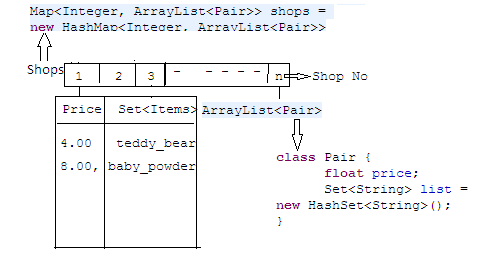 Map<Integer, ArrayList<Pair>> shops =
new HashMap<Integer, ArrayList<Pair>>
Shops 1 2 3 - - - - - n Shop No
Price Set<Items> ArrayList<Pair>
4.00 teddy_bear
8.00, baby_powder
class Pair {
float price;
Set<String> list =
new HashSet<String>();
}